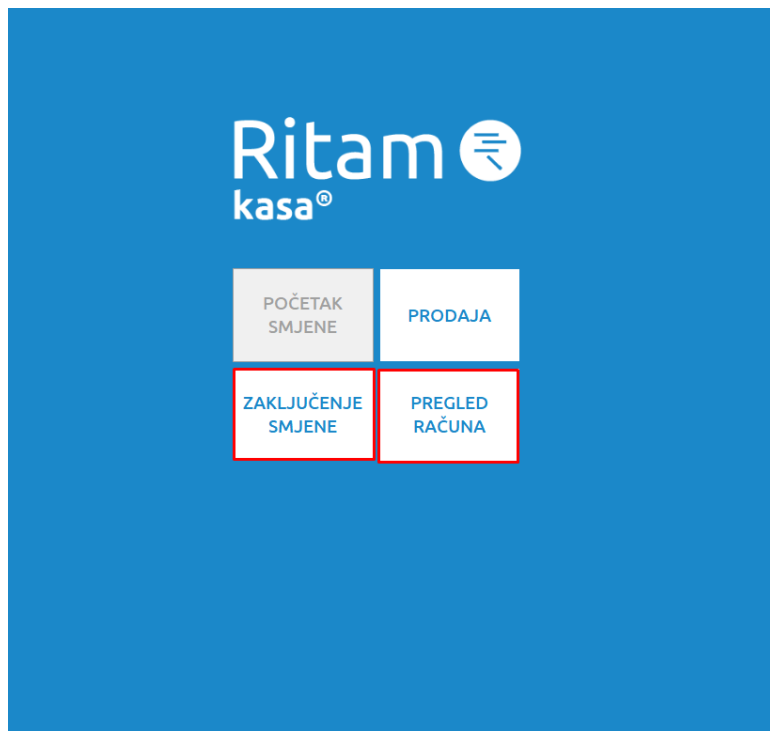 Ritam
kasa®
POČETAK
SMJENE
PRODAJA
ZAKLJUČENJE
SMJENE
PREGLED
RAČUNA